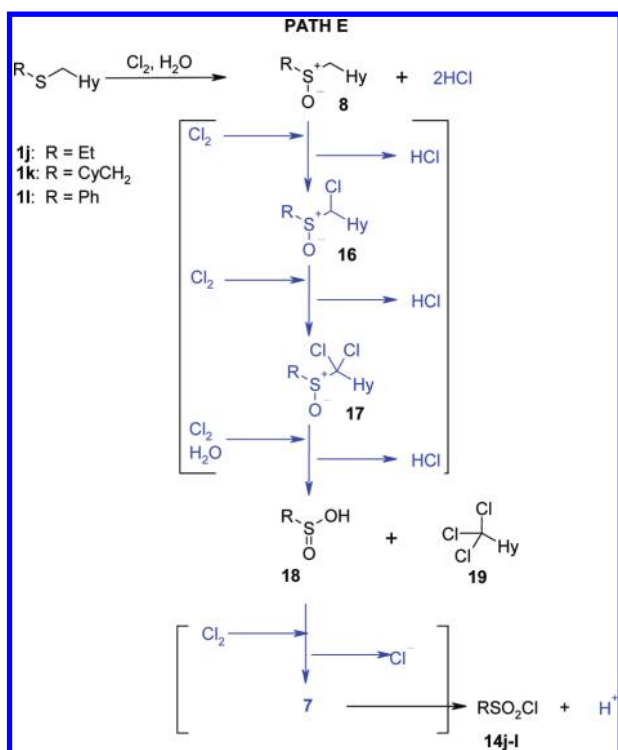 PATH E
R S Hy
Cl2, H2O
R S+ Hy O− + 2HCl
8
1j: R = Et
1k: R = CyCH2
1l: R = Ph
Cl2
HCl
Cl
R S+ Hy O−
16
Cl2
HCl
Cl Cl
R S+ Hy O−
17
Cl2
H2O
HCl
R S OH O + Cl Cl Cl Hy
18 19
Cl2
Cl−
7 RSO2Cl + H+
14j-l